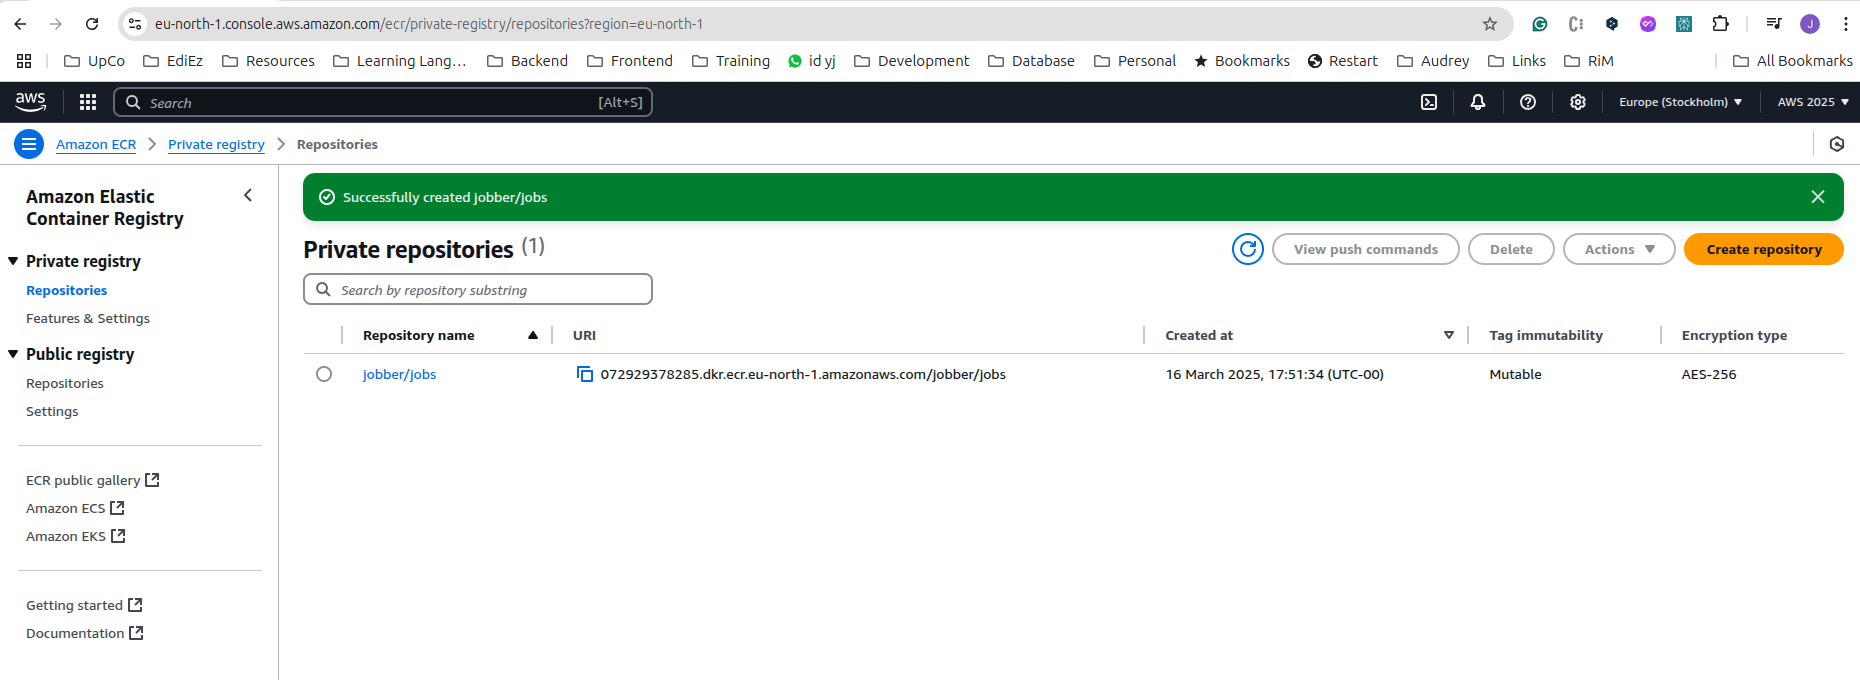 eu-north-1.console.aws.amazon.com/ecr/private-registry/repositories?region=eu-north-1
J
UpCo EdiEz Resources Learning Lang... Backend Frontend Training id yj Development Database Personal Bookmarks Restart Audrey Links RiM All Bookmarks
aws Search [Alt+S] Europe (Stockholm) AWS 2025
Amazon ECR Private registry Repositories
Amazon Elastic
Container Registry
Private registry
Repositories
Features & Settings
Public registry
Repositories
Settings
ECR public gallery
Amazon ECS
Amazon EKS
Getting started
Documentation
Successfully created jobber/jobs
Private repositories (1)
View push commands Delete Actions Create repository
Search by repository substring
Repository name URI Created at Tag immutability Encryption type
jobber/jobs 072929378285.dkr.ecr.eu-north-1.amazonaws.com/jobber/jobs 16 March 2025, 17:51:34 (UTC-00) Mutable AES-256